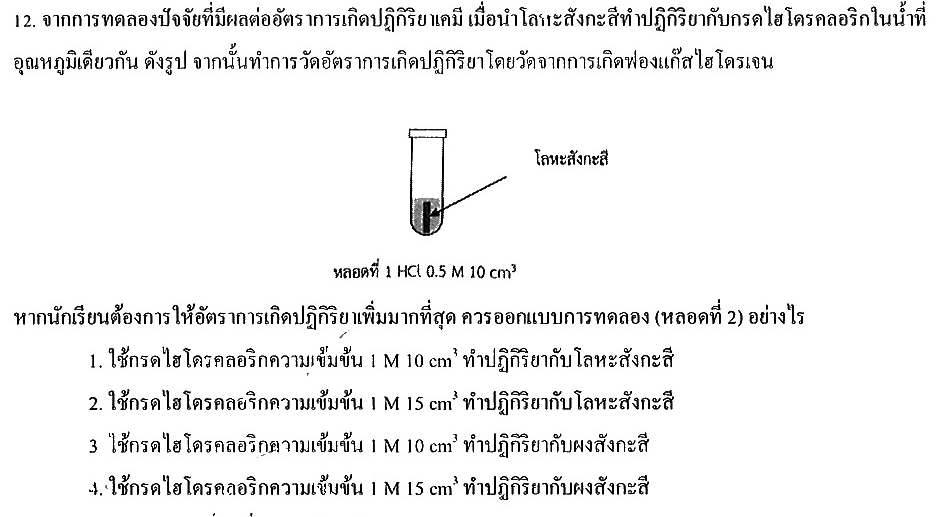 12. จากการทดลองปัจจัยที่มีผลต่ออัตราการเกิดปฏิกิริยาเคมี เมื่อนำโลหะสังกะสีทำปฏิกิริยากับกรดไฮโดรคลอริกในน้ำที่
อุณหภูมิเดียวกัน ดังรูป จากนั้นทำการวัดอัตราการเกิดปฏิกิริยาโดยวัดจากการเกิดฟองแก๊สไฮโดรเจน
โลหะสังกะสี
หลอดที่ 1 HCl 0.5 M 10 cm³
หากนักเรียนต้องการให้อัตราการเกิดปฏิกิริยาเพิ่มมากที่สุด ควรออกแบบการทดลอง (หลอดที่ 2) อย่างไร
1. ใช้กรดไฮโดรคลอริกความเข้มข้น 1 M 10 cm³ ทำปฏิกิริยากับโลหะสังกะสี
2. ใช้กรดไฮโดรคลอริกความเข้มข้น 1 M 15 cm³ ทำปฏิกิริยากับโลหะสังกะสี
3 ใช้กรดไฮโดรคลอริกความเข้มข้น 1 M 10 cm³ ทำปฏิกิริยากับผงสังกะสี
4. ใช้กรดไฮโดรคลอริกความเข้มข้น 1 M 15 cm³ ทำปฏิกิริยากับผงสังกะสี